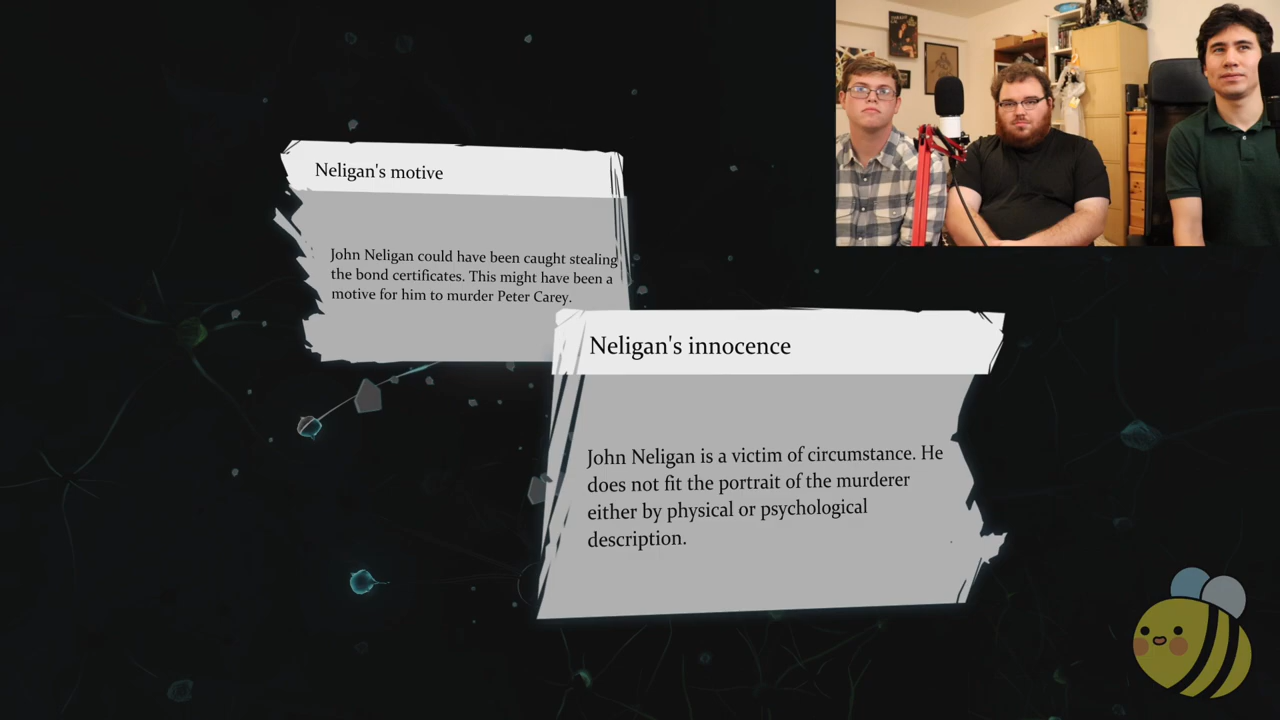 Neligan's motive
John Neligan could have been caught stealing
the bond certificates. This might have been a
motive for him to murder Peter Carey.
Neligan's innocence
John Neligan is a victim of circumstance. He
does not fit the portrait of the murderer
either by physical or psychological
description.